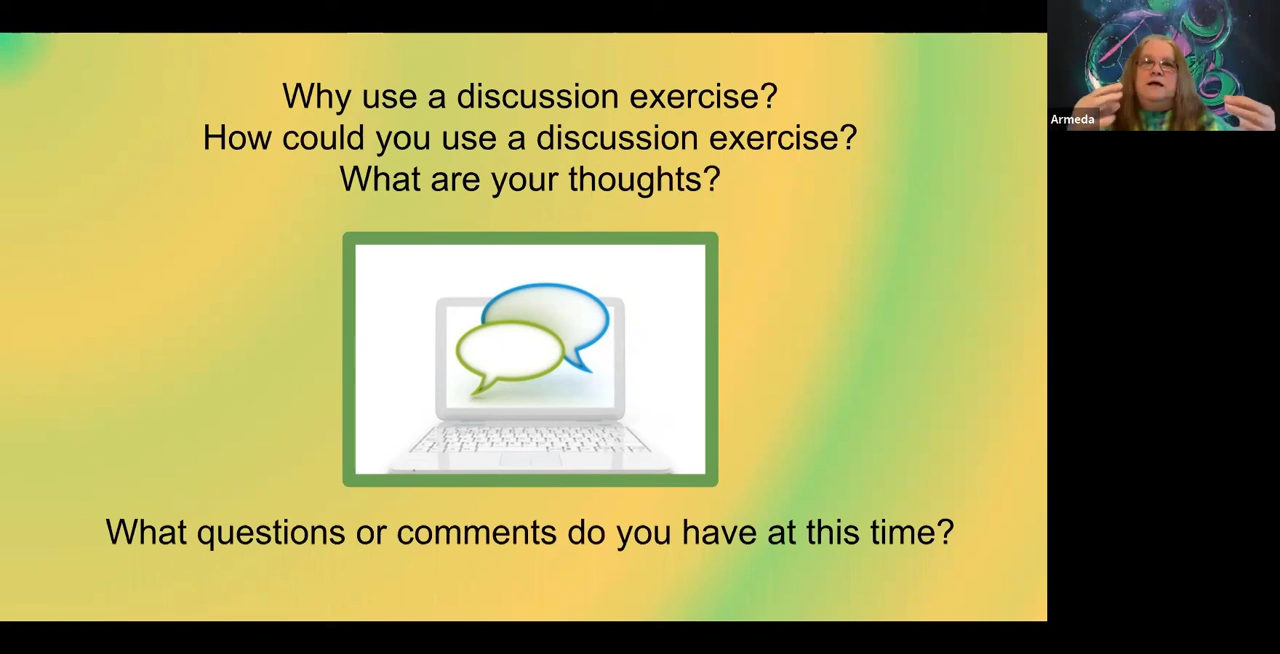 Why use a discussion exercise?
How could you use a discussion exercise?
What are your thoughts?
What questions or comments do you have at this time?
Armeda